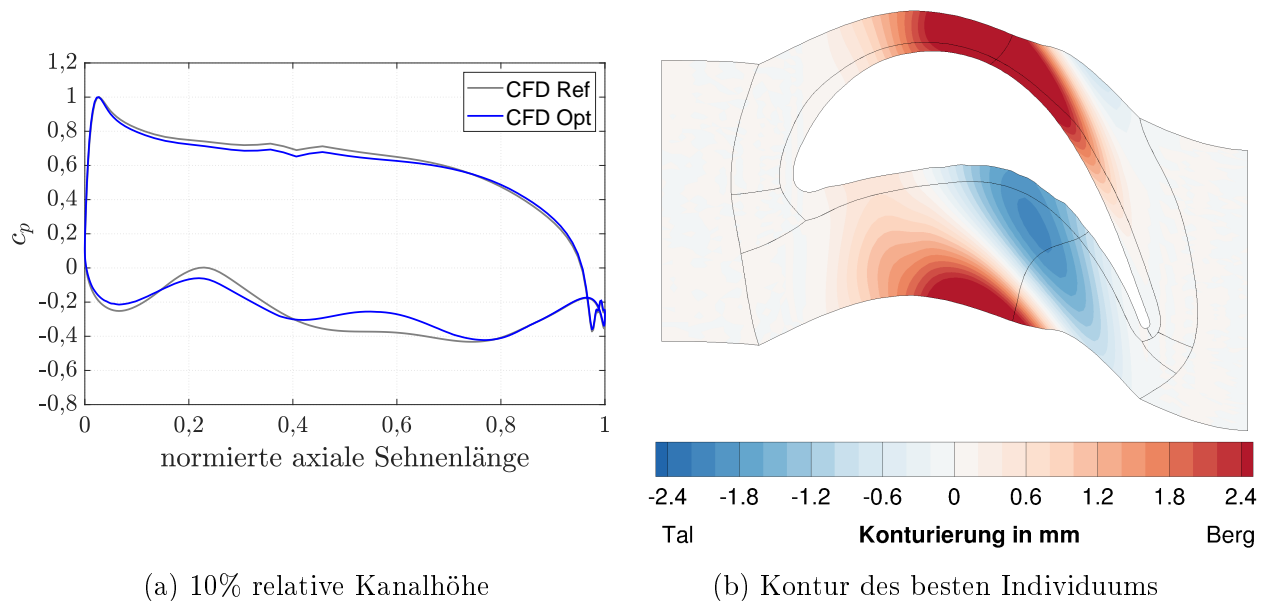 1,2
1
0,8
0,6
0,4
0,2
0
-0,2
-0,4
-0,6
-0,8
c_p
0 0,2 0,4 0,6 0,8 1
normierte axiale Sehnenlänge
CFD Ref
CFD Opt
(a) 10% relative Kanalhöhe
-2.4 -1.8 -1.2 -0.6 0 0.6 1.2 1.8 2.4
Tal Konturierung in mm Berg
(b) Kontur des besten Individuums